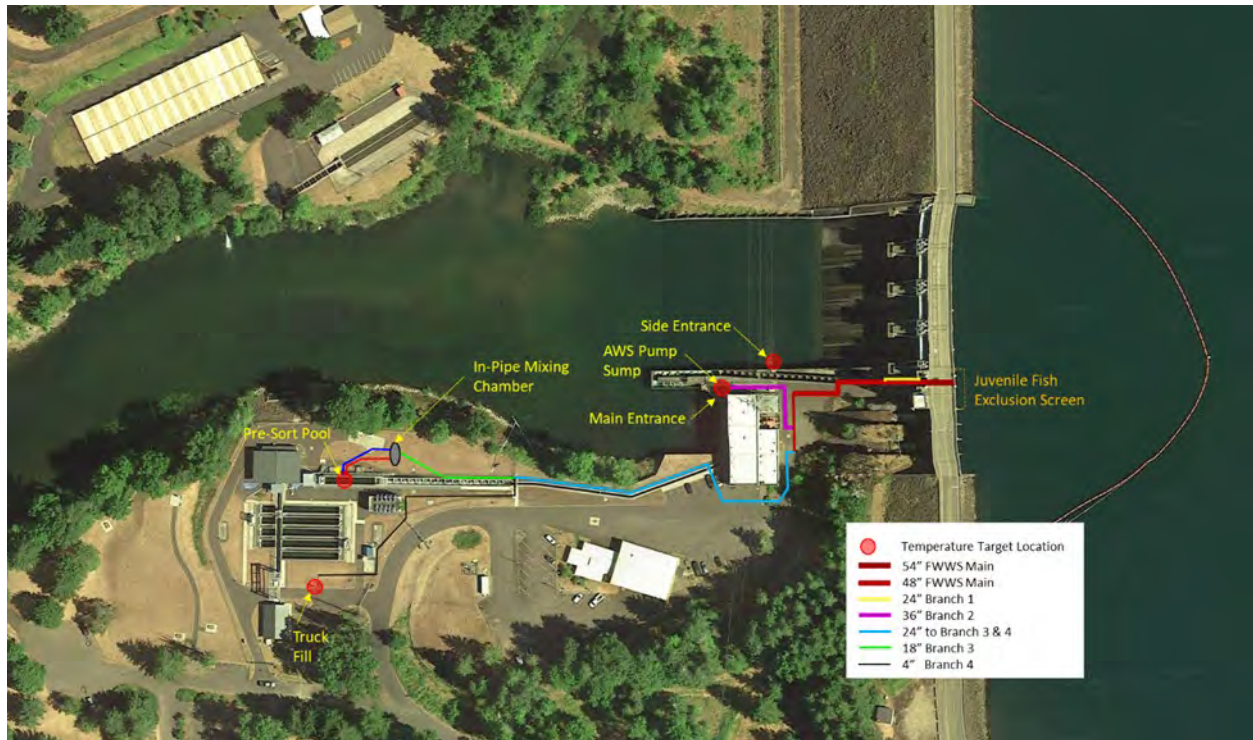 Side Entrance
AWS Pump
Sump
In-Pipe Mixing
Chamber
Main Entrance
Juvenile Fish
Exclusion Screen
Pre-Sort Pool
Truck
Fill
Temperature Target Location
54" FWWS Main
48" FWWS Main
24" Branch 1
36" Branch 2
24" to Branch 3 & 4
18" Branch 3
4" Branch 4